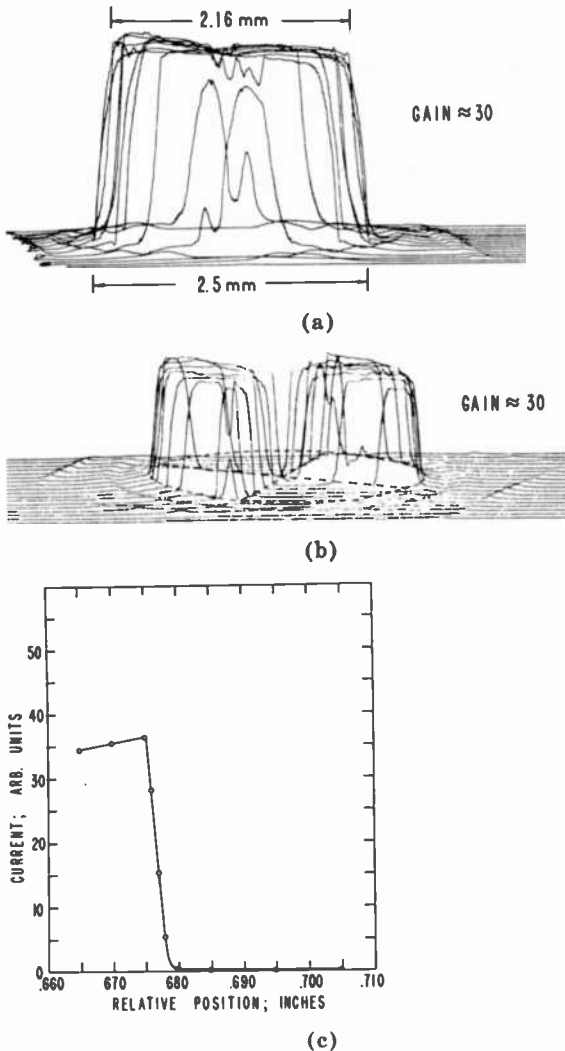 2.16 mm
GAIN ≈ 30
2.5 mm
(a)
GAIN ≈ 30
(b)
50
40
30
20
10
0
CURRENT; ARB. UNITS
.660 .670 .680 .690 .700 .710
RELATIVE POSITION; INCHES
(c)